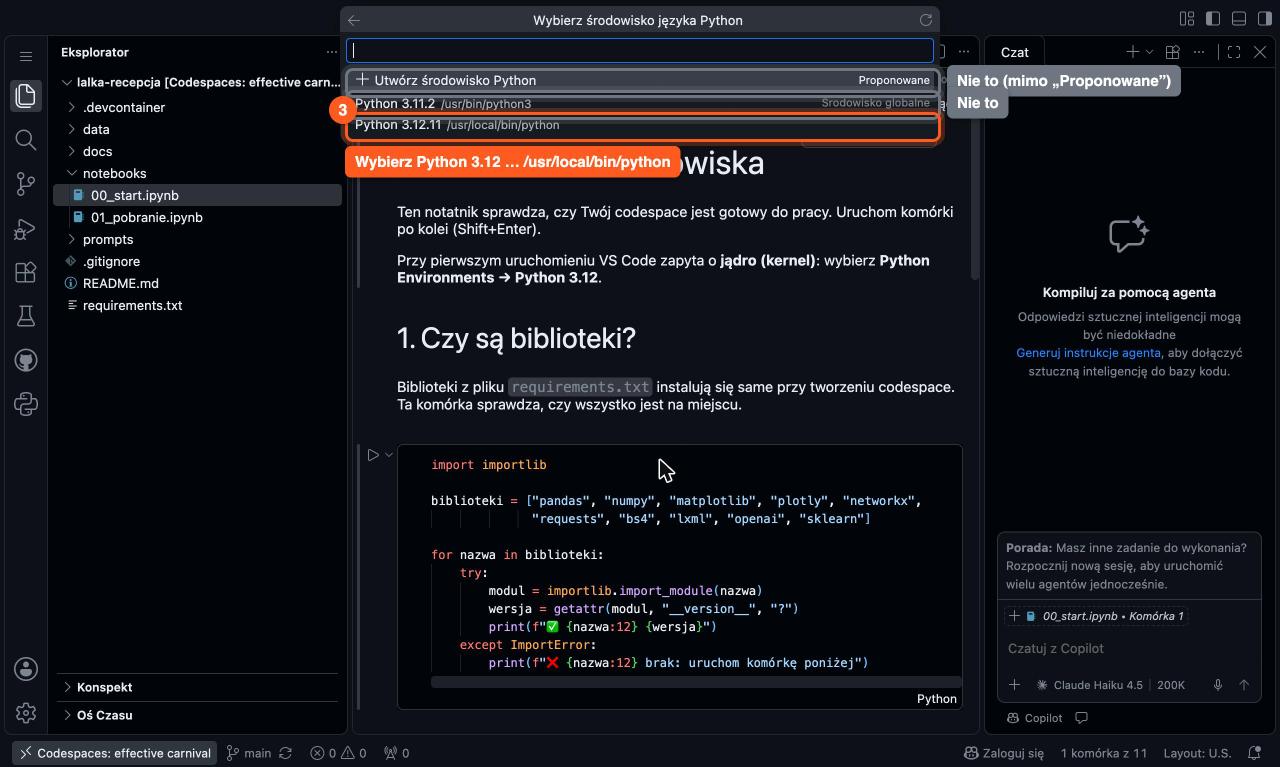 Wybierz środowisko języka Python
Eksplorator
Czat
lalka-recepcja [Codespaces: effective carn...
.devcontainer
data
docs
notebooks
00_start.ipynb
01_pobranie.ipynb
prompts
.gitignore
README.md
requirements.txt
Konspekt
Oś Czasu
Utwórz środowisko Python
Proponowane
Python 3.11.2 /usr/bin/python3
Środowisko globalne
Python 3.12.11 /usr/local/bin/python
3
Nie to (mimo „Proponowane”)
Nie to
Wybierz Python 3.12 ... /usr/local/bin/python
owiska
Ten notatnik sprawdza, czy Twój codespace jest gotowy do pracy. Uruchom komórki
po kolei (Shift+Enter).
Przy pierwszym uruchomieniu VS Code zapyta o jądro (kernel): wybierz Python
Environments → Python 3.12.
1. Czy są biblioteki?
Biblioteki z pliku requirements.txt instalują się same przy tworzeniu codespace.
Ta komórka sprawdza, czy wszystko jest na miejscu.
import importlib
biblioteki = ["pandas", "numpy", "matplotlib", "plotly", "networkx",
"requests", "bs4", "lxml", "openai", "sklearn"]
for nazwa in biblioteki:
try:
modul = importlib.import_module(nazwa)
wersja = getattr(modul, "__version__", "?")
print(f"✅ {nazwa:12} {wersja}")
except ImportError:
print(f"❌ {nazwa:12} brak: uruchom komórkę poniżej")
Python
Kompiluj za pomocą agenta
Odpowiedzi sztucznej inteligencji mogą
być niedokładne
Generuj instrukcje agenta, aby dołączyć
sztuczną inteligencję do bazy kodu.
Porada: Masz inne zadanie do wykonania?
Rozpocznij nową sesję, aby uruchomić
wielu agentów jednocześnie.
00_start.ipynb • Komórka 1
Czatuj z Copilot
Claude Haiku 4.5 200K
Copilot
Codespaces: effective carnival
main
0 0
0
Zaloguj się
1 komórka z 11
Layout: U.S.